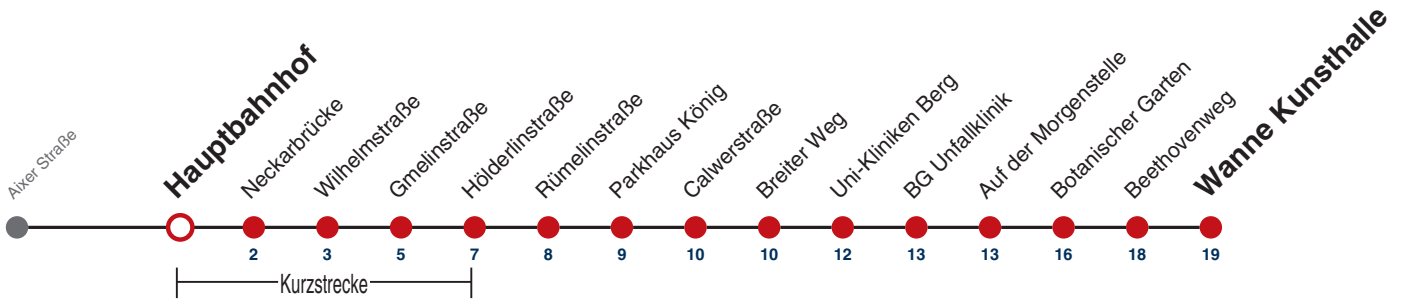 Aixer Straße
Hauptbahnhof
Neckarbrücke
Wilhelmstraße
Gmelinstraße
Hölderlinstraße
Rümelinstraße
Parkhaus König
Calwerstraße
Breiter Weg
Uni-Kliniken Berg
BG Unfallklinik
Auf der Morgenstelle
Botanischer Garten
Beethovenweg
Wanne Kunsthalle
2 3 5 7 8 9 10 10 12 13 13 16 18 19
Kurzstrecke